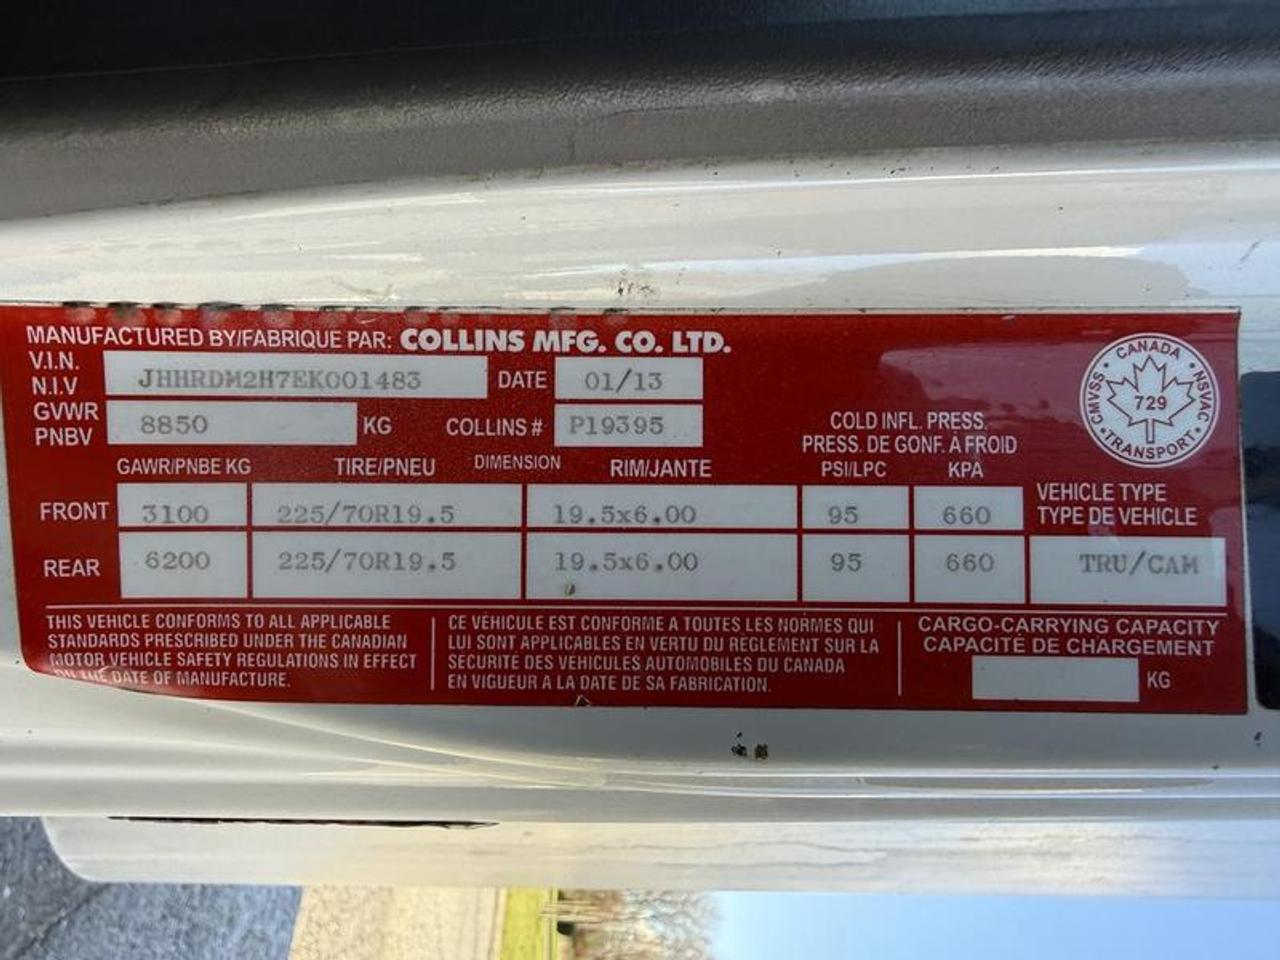 MANUFACTURED BY/FABRIQUE PAR: COLLINS MFG. CO. LTD.
V.I.N.
N.I.V JHHRDM2H7EK001483 DATE 01/13
GVWR
PNBV 8850 KG COLLINS # P19395
COLD INFL. PRESS.
PRESS. DE GONF. À FROID
GAWR/PNBE KG TIRE/PNEU DIMENSION RIM/JANTE PSI/LPC KPA
FRONT 3100 225/70R19.5 19.5x6.00 95 660
REAR 6200 225/70R19.5 19.5x6.00 95 660
VEHICLE TYPE
TYPE DE VEHICLE
TRU/CAM
CANADA
CMVSS
NSVAC
729
TRANSPORT
THIS VEHICLE CONFORMS TO ALL APPLICABLE
STANDARDS PRESCRIBED UNDER THE CANADIAN
MOTOR VEHICLE SAFETY REGULATIONS IN EFFECT
ON THE DATE OF MANUFACTURE.
CE VÉHICULE EST CONFORME A TOUTES LES NORMES QUI
LUI SONT APPLICABLES EN VERTU DU RÉGLEMENT SUR LA
SÉCURITÉ DES VÉHICULES AUTOMOBILES DU CANADA
EN VIGUEUR A LA DATE DE SA FABRICATION.
CARGO-CARRYING CAPACITY
CAPACITÉ DE CHARGEMENT
KG